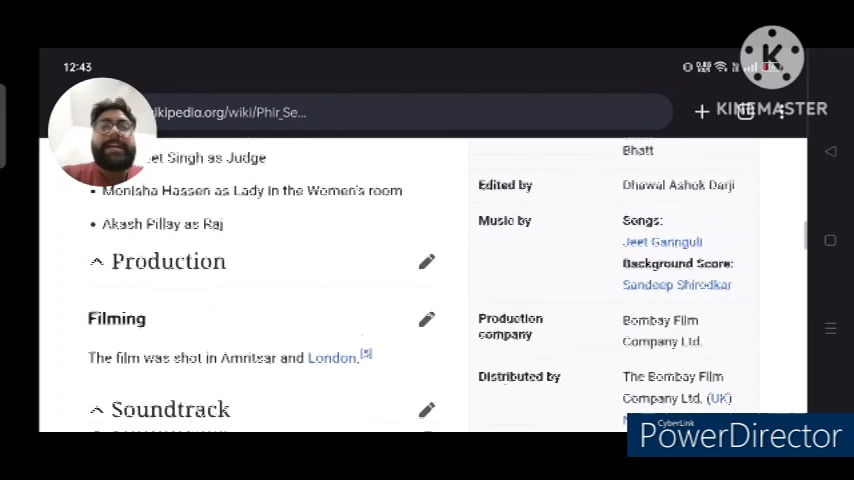 12:43
KINEMASTER
ikipedia.org/wiki/Phir_Se...
et Singh as Judge
• Menisha Hassen as Lady in the Women's room
• Akash Pillay as Raj
Production
Filming
The film was shot in Amritsar and London.[5]
Soundtrack
Bhatt
Edited by
Dhawal Ashok Darji
Music by
Songs:
Jeet Gannguli
Background Score:
Sandeep Shirodkar
Production company
Bombay Film
Company Ltd.
Distributed by
The Bombay Film
Company Ltd. (UK)
CyberLink
PowerDirector